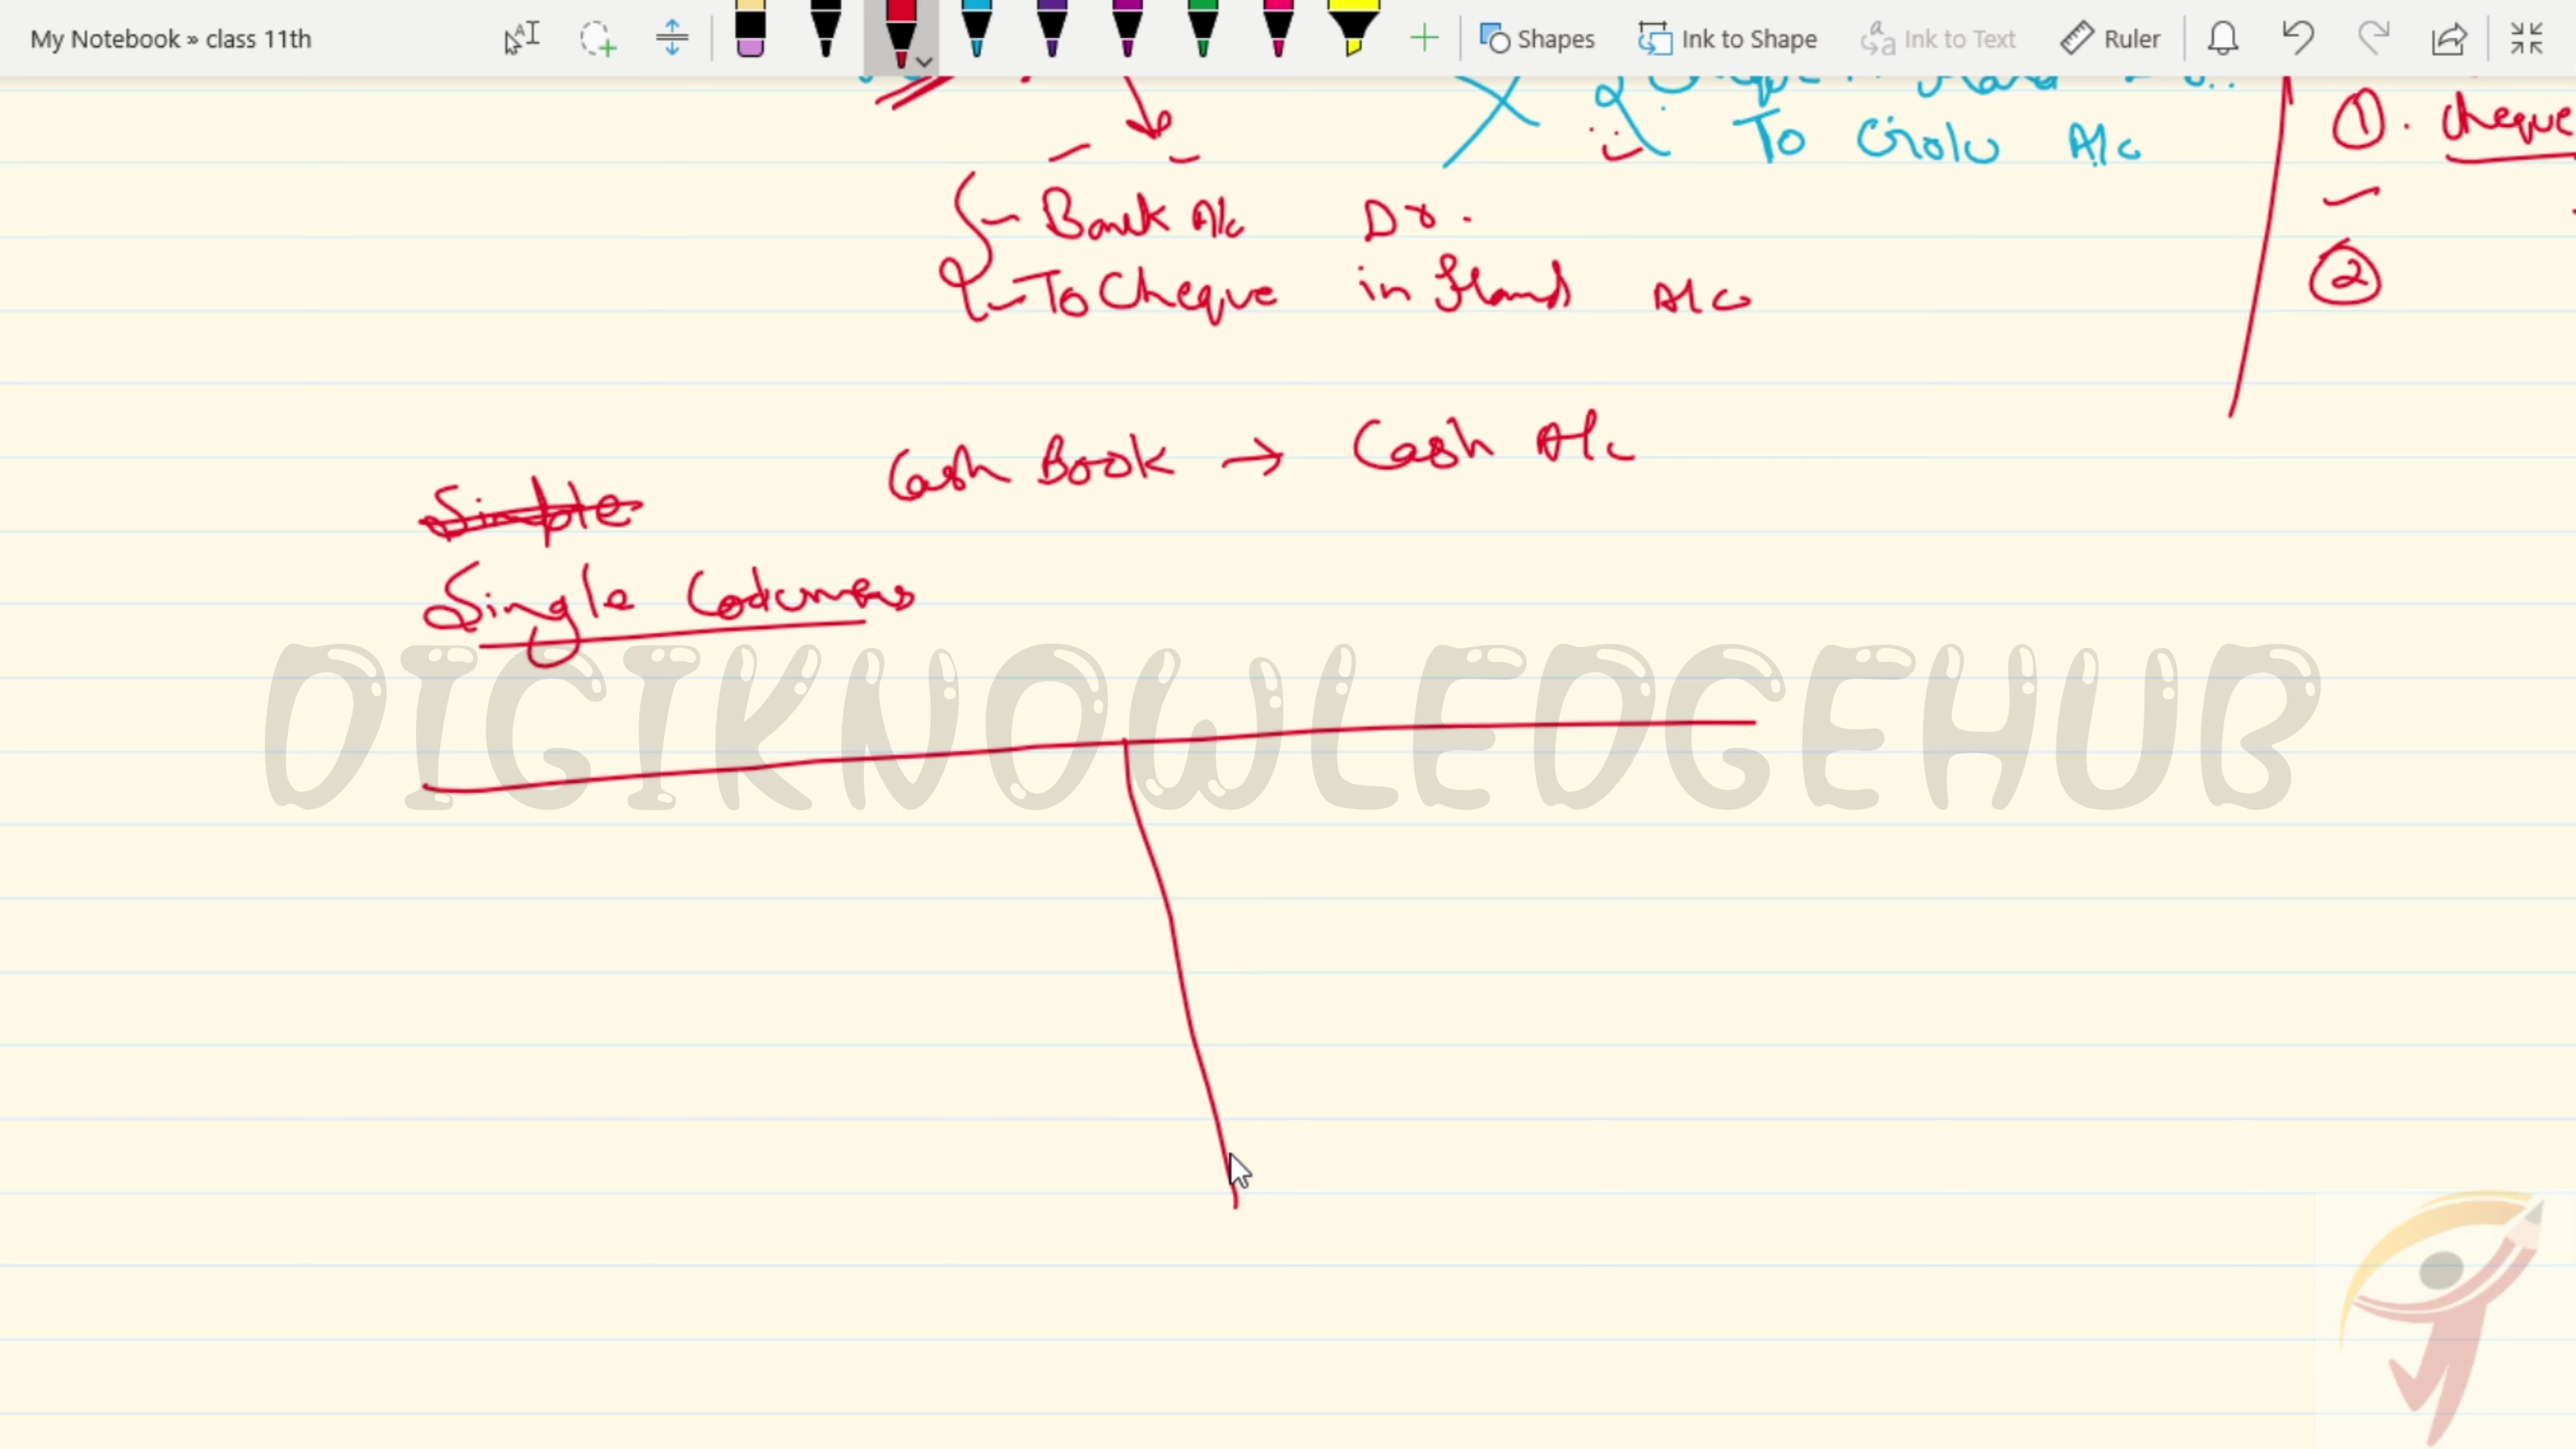 My Notebook » class 11th
Shapes
Ink to Shape
Ink to Text
Ruler
To Golu A/c
① . Cheque
Bank A/c Dr.
To Cheque in Hand A/c
②
Cash Book → Cash A/c
Simple
Single Columns
DIGIKNOWLEDGEHUB